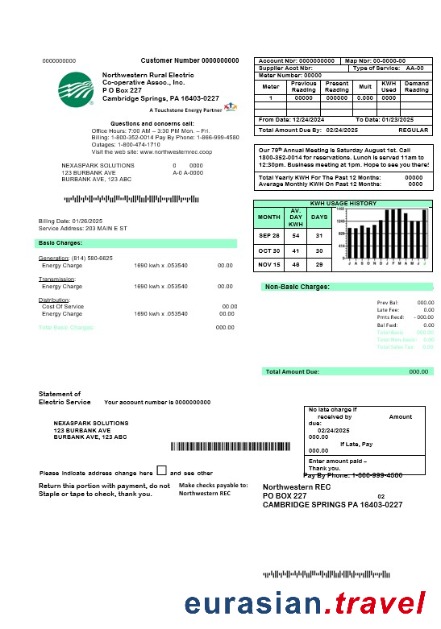 0000000000
Customer Number 0000000000
Northwestern Rural Electric
Co-operative Assoc., Inc.
P O Box 227
Cambridge Springs, PA 16403-0227
A Touchstone Energy Partner
Questions and concerns call:
Office Hours: 7:00 AM – 3:30 PM Mon. – Fri.
Billing: 1-800-352-0014 Pay By Phone: 1-866-999-4580
Outages: 1-800-474-1710
Visit the web site: www.northwesternrec.coop
NEXASPARK SOLUTIONS 0 0000
123 BURBANK AVE A-0 A-0000
BURBANK AVE, 123 ABC
Account Nbr: 0000000000 Map Nbr: 00-0000-00
Supplier Acct Nbr: Type of Service: AA-00
Meter Number: 00000
Meter Previous Reading Present Reading Mult KWH Used Demand Reading
1 00000 000000 0.000 0000
From Date: 12/24/2024 To Date: 01/23/2025
Total Amount Due By: 02/24/2025 REGULAR
Our 79th Annual Meeting is Saturday August 1st. Call
1800-352-0014 for reservations. Lunch is served 11am to
12:30pm. Business meeting at 1pm. Hope to see you there!
Total Yearly KWH For The Past 12 Months: 00000
Average Monthly KWH Past 12 Months: 0000
KWH USAGE HISTORY
MONTH AV. DAY KWH DAYS
SEP 28 54 31
OCT 30 41 30
NOV 15 46 29
Billing Date: 01/26/2025
Service Address: 203 MAIN E ST
Basic Charges:
Generation: (814) 580-6625
Energy Charge 1690 kwh x .053540 00.00
Transmission:
Energy Charge 1690 kwh x .053540 00.00
Distribution:
Cost Of Service 00.00
Energy Charge 1690 kwh x .053540 00.00
Total Basic Charges: 000.00
Non-Basic Charges:
Prev Bal: 000.00
Late Fee: 0.00
Pmts Recd: - 000.00
Bal Fwd: 0.00
Total Amount Due: 000.00
Statement of
Electric Service Your account number is 0000000000
NEXASPARK SOLUTIONS
123 BURBANK AVE
BURBANK AVE, 123 ABC
No late charge if
received by Amount
due:
02/24/2025
000.00
If Late, Pay
000.00
Enter amount paid –
Thank you.
Pay By Phone: 1-800-999-4580
Please indicate address change here and see other
Return this portion with payment, do not
Staple or tape to check, thank you.
Make checks payable to:
Northwestern REC
Northwestern REC
PO BOX 227 02
CAMBRIDGE SPRINGS PA 16403-0227
eurasian.travel